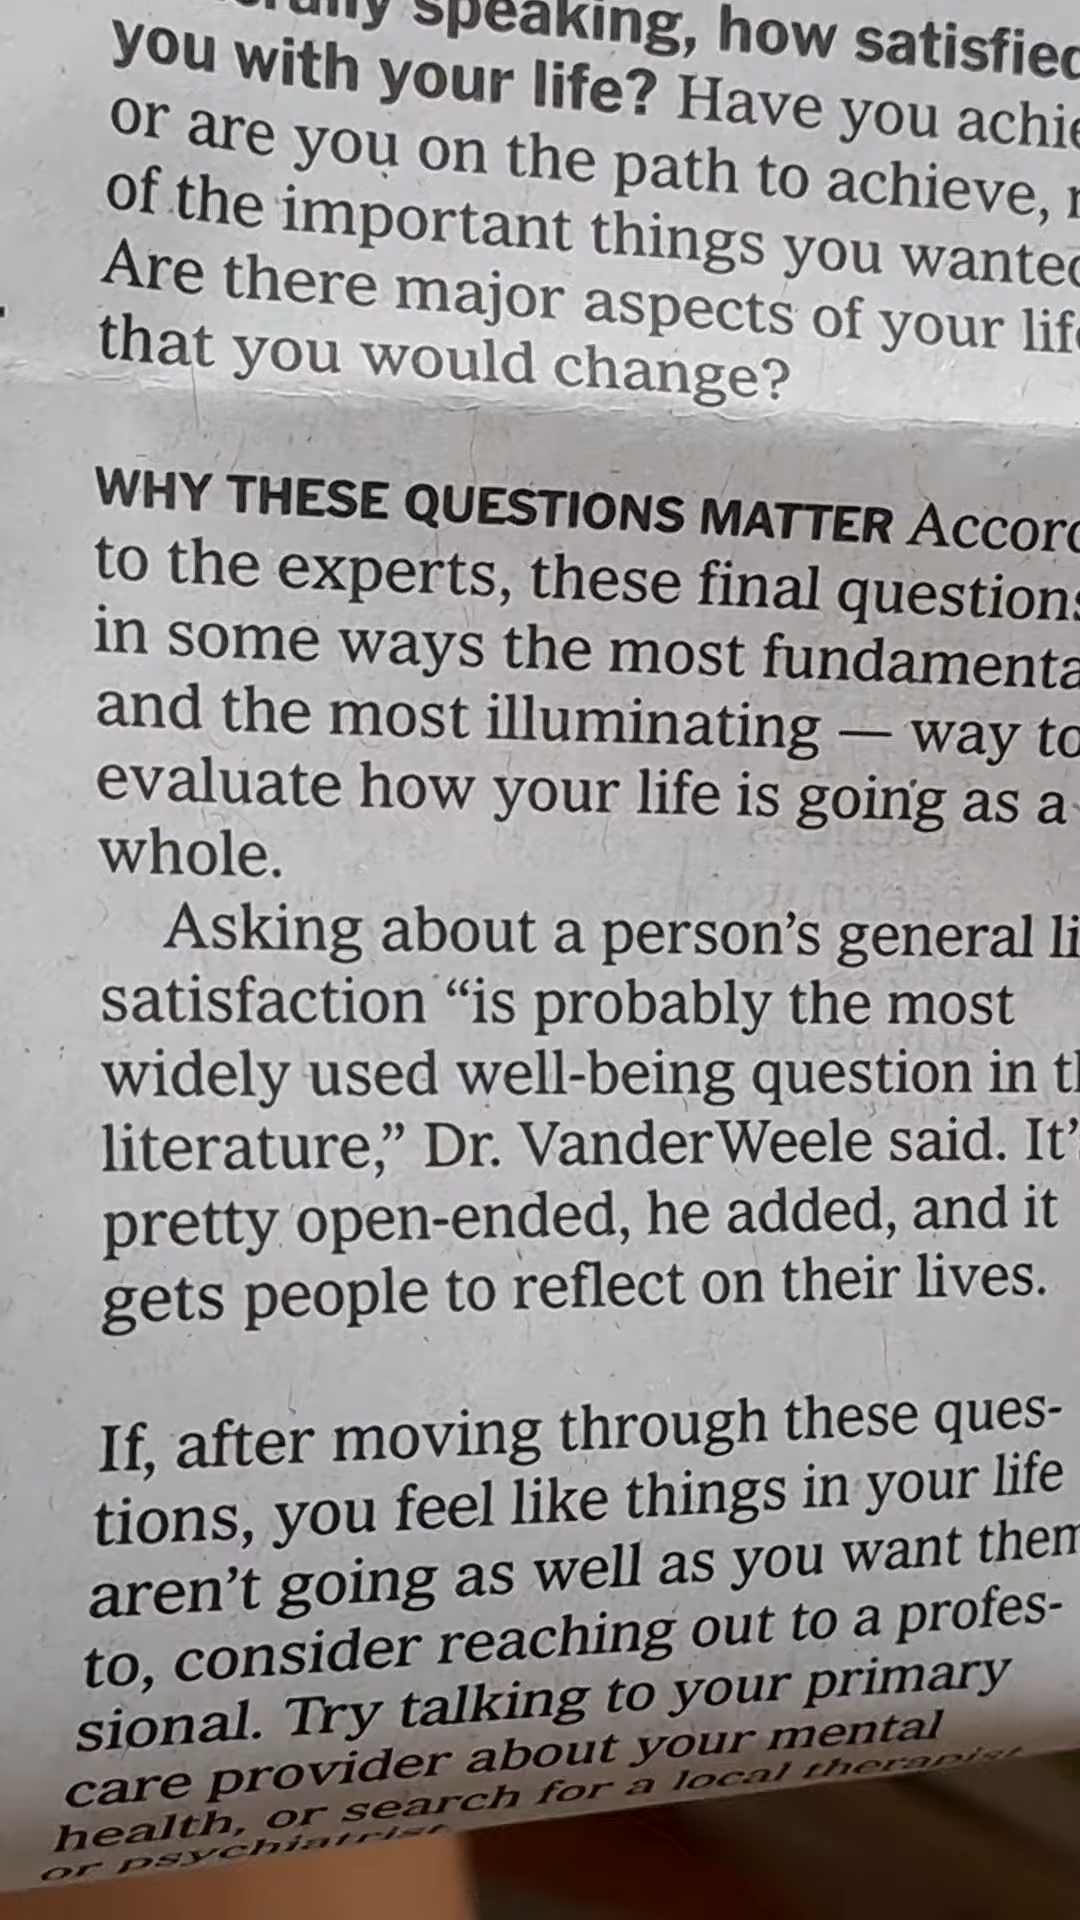 speaking, how satisfied
you with your life? Have you
or are you on the path to achieve,
of the important things you wanted
Are there major aspects of your life
that you would change?
WHY THESE QUESTIONS MATTER
to the experts, these final questions
in some ways the most
and the most illuminating — way to
evaluate how your life is going as a
whole.
Asking about a person's general
satisfaction "is probably the most
widely used well-being question in
literature," Dr. VanderWeele said. It's
pretty open-ended, he added, and it
gets people to reflect on their lives.
If, after moving through these ques-
tions, you feel like things in your life
aren't going as well as you want them
to, consider reaching out to a profes-
sional. Try talking to your primary
care provider about your mental
health, or search for a local therapist
or psychiatrist